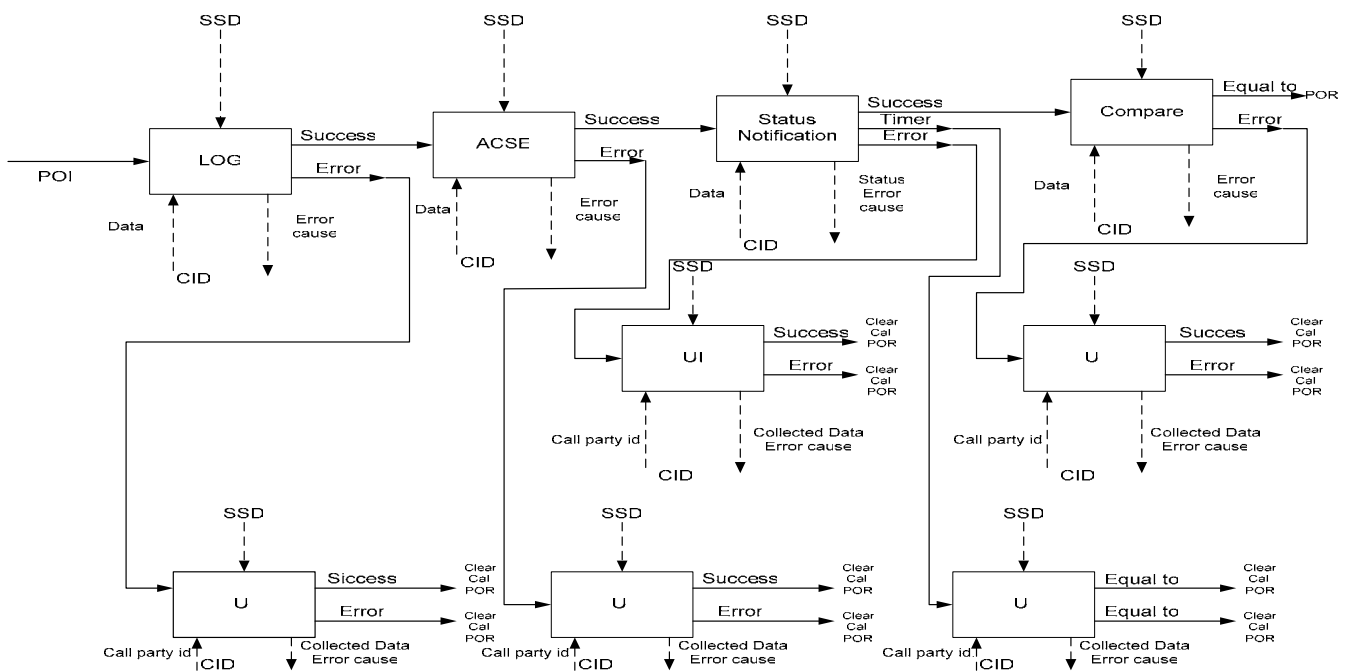 SSD
SSD
SSD
SSD
POI
LOG
Success
Error
Data
CID
Error
cause
ACSE
Success
Error
Data
CID
Error
cause
Status
Notification
Success
Timer
Error
Data
CID
Status
Error
cause
Compare
Equal to
POR
Error
Data
CID
Error
cause
SSD
UI
Success
Clear
Cal
POR
Error
Clear
Cal
POR
Call party id
CID
Collected Data
Error cause
SSD
U
Succes
Clear
Cal
POR
Error
Clear
Cal
POR
Call party id
CID
Collected Data
Error cause
SSD
U
Siccess
Clear
Cal
POR
Error
Clear
Cal
POR
Call party id
CID
Collected Data
Error cause
SSD
U
Success
Clear
Cal
POR
Error
Clear
Cal
POR
Call party id
CID
Collected Data
Error cause
SSD
U
Equal to
Clear
Cal
POR
Equal to
Clear
Cal
POR
Call party id
CID
Collected Data
Error cause